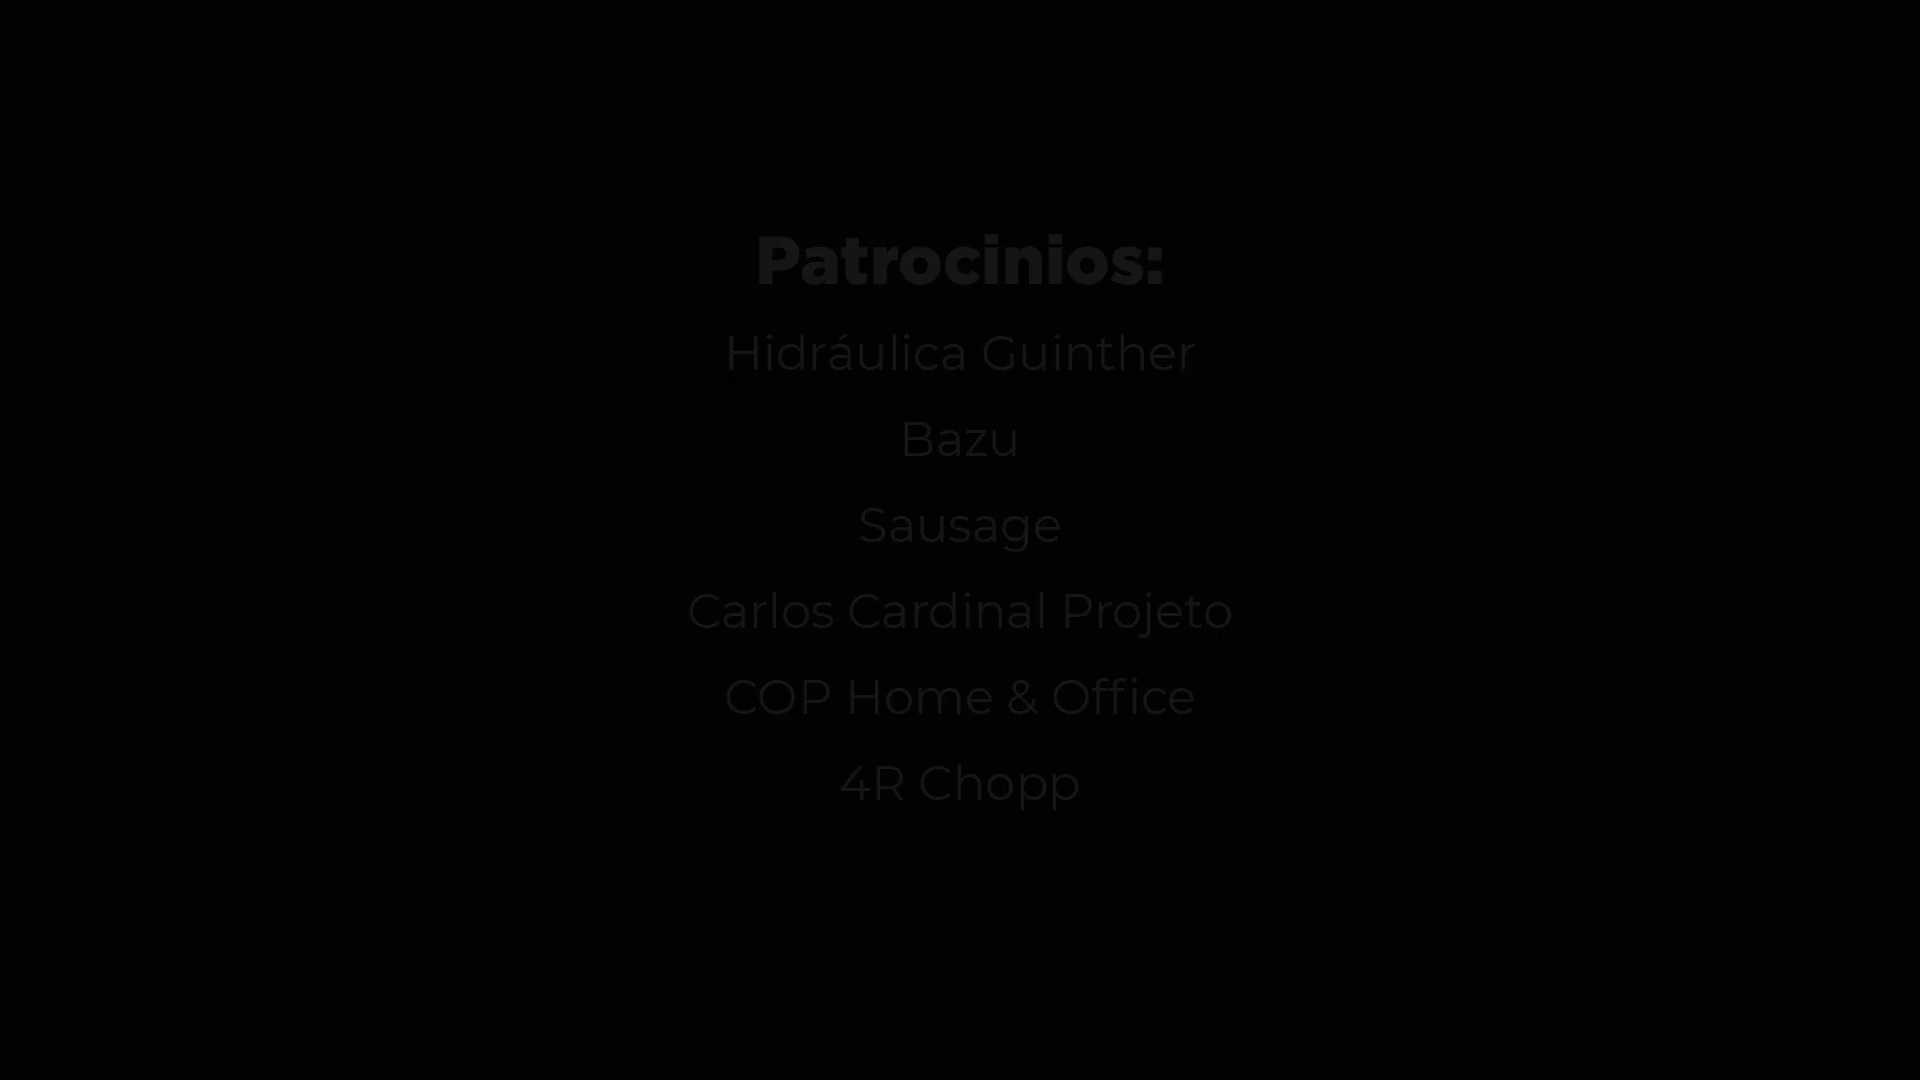 Patrocinios:
Hidráulica Guinther
Bazu
Sausage
Carlos Cardinal Projeto
COP Home & Office
4R Chopp